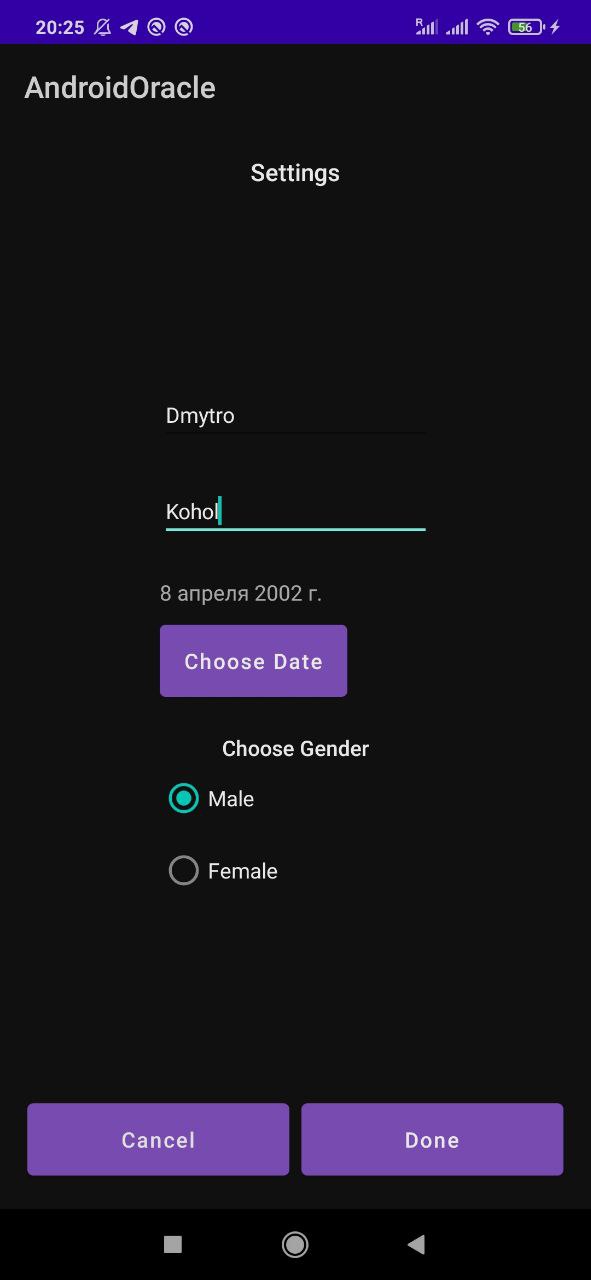 20:25 R 56
AndroidOracle
Settings
Dmytro
Kohol
8 апреля 2002 г.
Choose Date
Choose Gender
Male
Female
Cancel Done